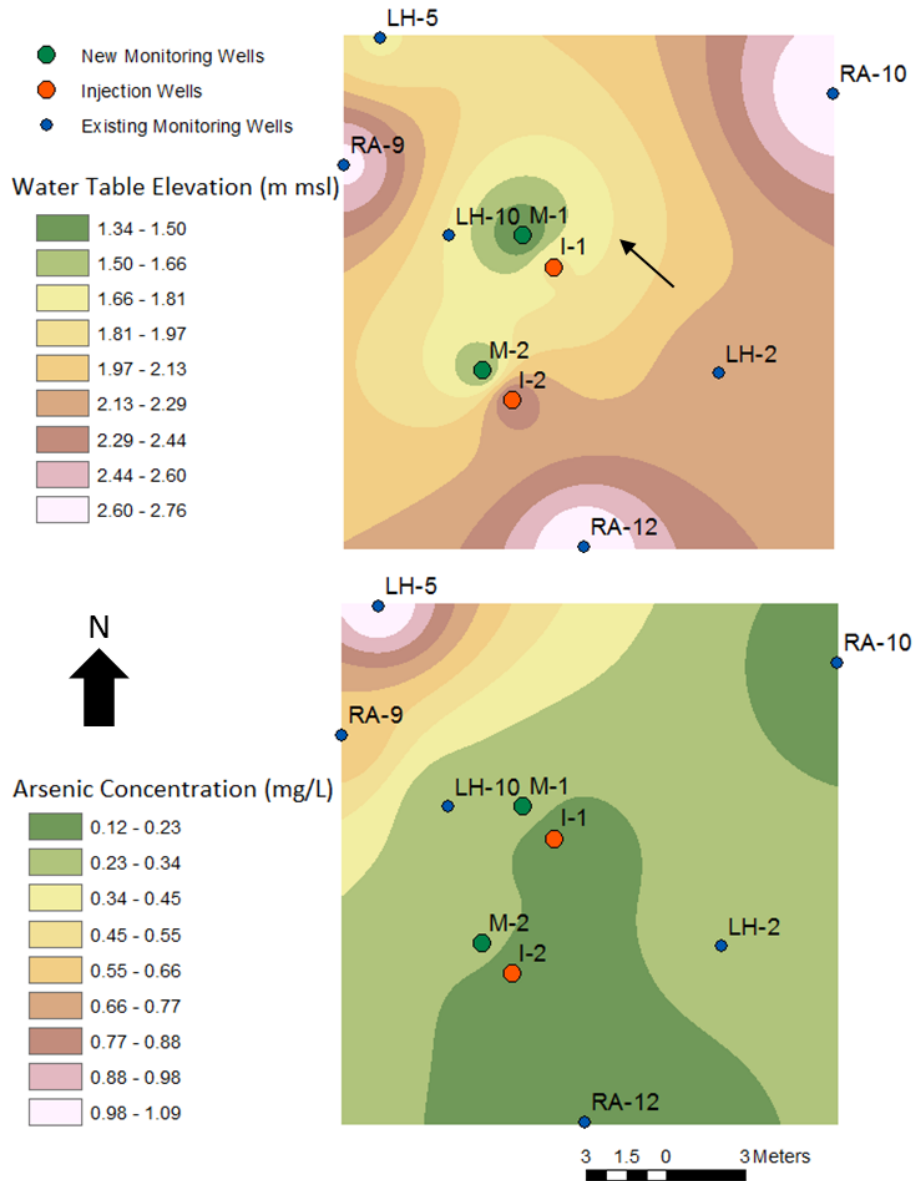 LH-5
New Monitoring Wells
Injection Wells
Existing Monitoring Wells
RA-10
RA-9
Water Table Elevation (m msl)
1.34 - 1.50
1.50 - 1.66
1.66 - 1.81
1.81 - 1.97
1.97 - 2.13
2.13 - 2.29
2.29 - 2.44
2.44 - 2.60
2.60 - 2.76
LH-10
M-1
I-1
M-2
I-2
LH-2
RA-12
LH-5
N
RA-10
RA-9
Arsenic Concentration (mg/L)
0.12 - 0.23
0.23 - 0.34
0.34 - 0.45
0.45 - 0.55
0.55 - 0.66
0.66 - 0.77
0.77 - 0.88
0.88 - 0.98
0.98 - 1.09
LH-10
M-1
I-1
M-2
I-2
LH-2
RA-12
3 1.5 0 3 Meters